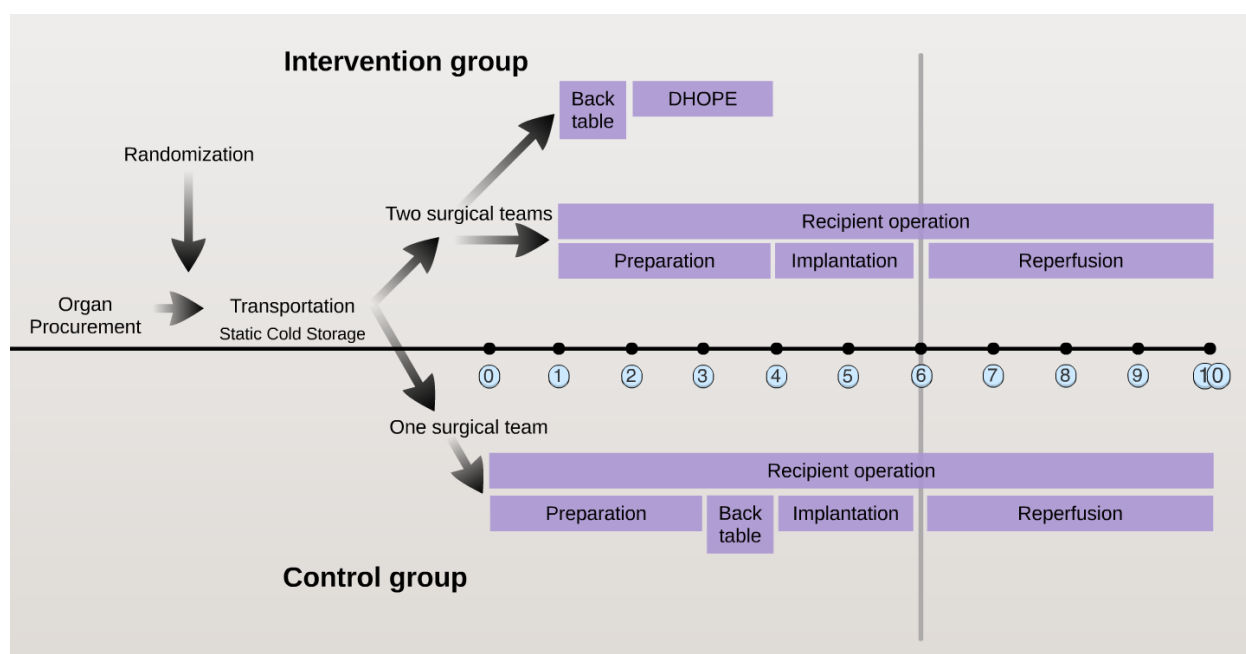 Intervention group
Back
table
DHOPE
Randomization
Two surgical teams
Recipient operation
Preparation
Implantation
Reperfusion
Organ
Procurement
Transportation
Static Cold Storage
0
1
2
3
4
5
6
7
8
9
10
One surgical team
Recipient operation
Preparation
Back
table
Implantation
Reperfusion
Control group